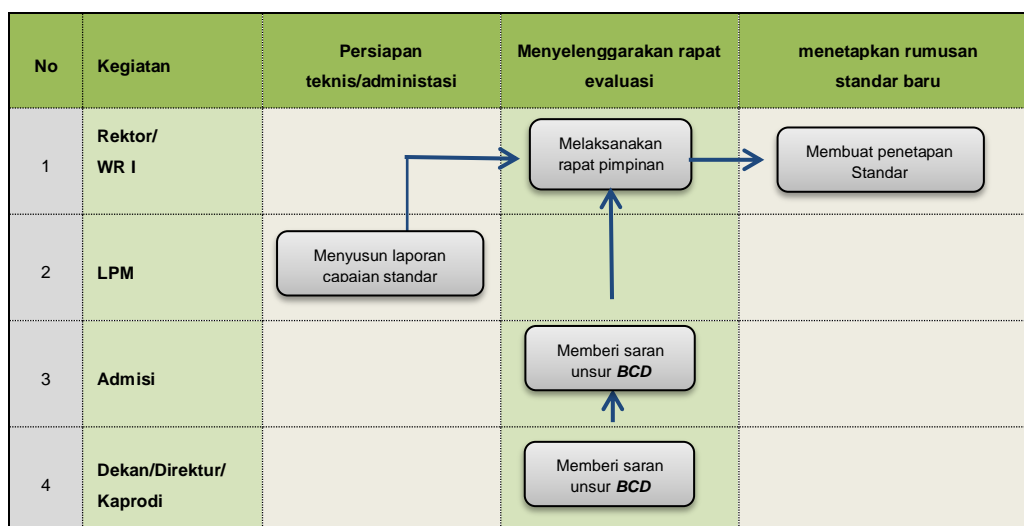 No
Kegiatan
Persiapan
teknis/administasi
Menyelenggarakan rapat
evaluasi
menetapkan rumusan
standar baru
1
Rektor/
WR I
Melaksanakan
rapat pimpinan
Membuat penetapan
Standar
2
LPM
Menyusun laporan
capaian standar
3
Admisi
Memberi saran
unsur BCD
4
Dekan/Direktur/
Kaprodi
Memberi saran
unsur BCD